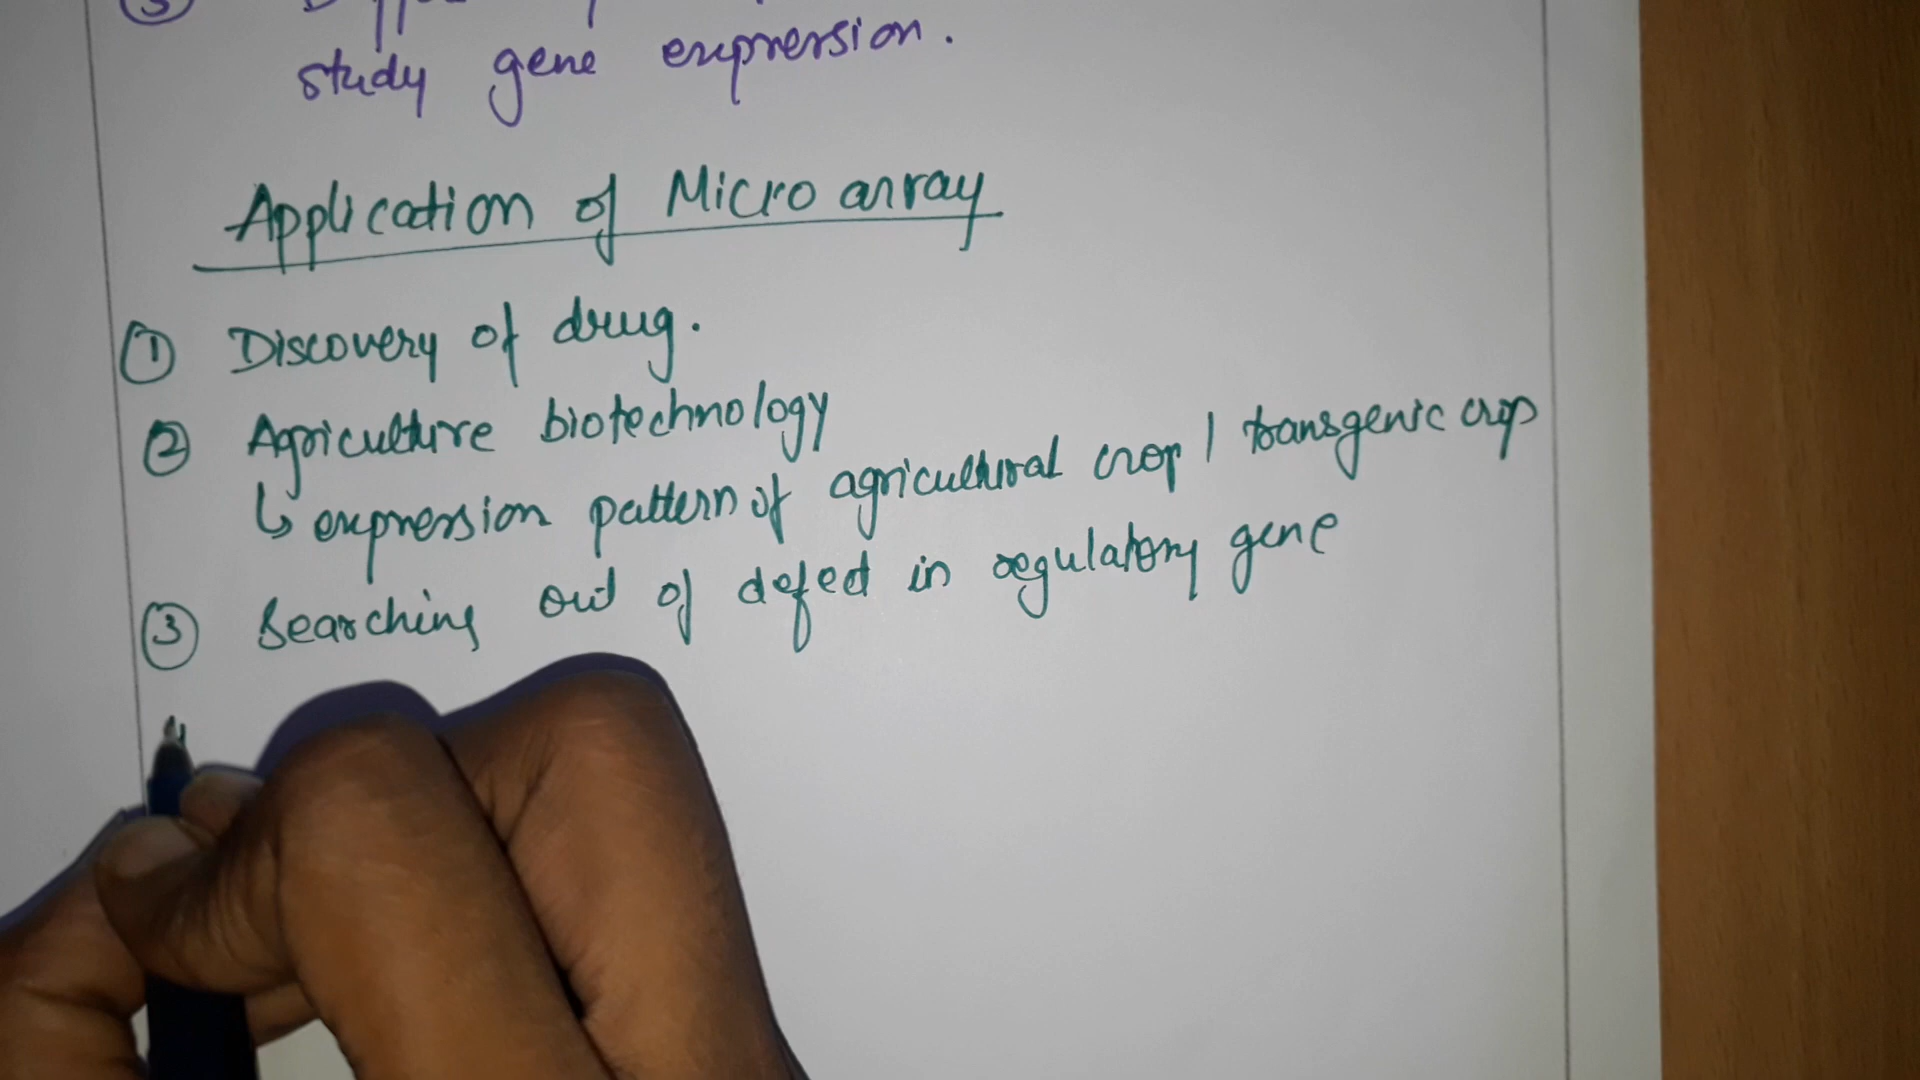 study gene expression.
Application of Micro array
① Discovery of drug.
② Agriculture biotechnology
↳ expression pattern of agricultural crop / transgenic crop
③ Searching out of defect in regulatory gene